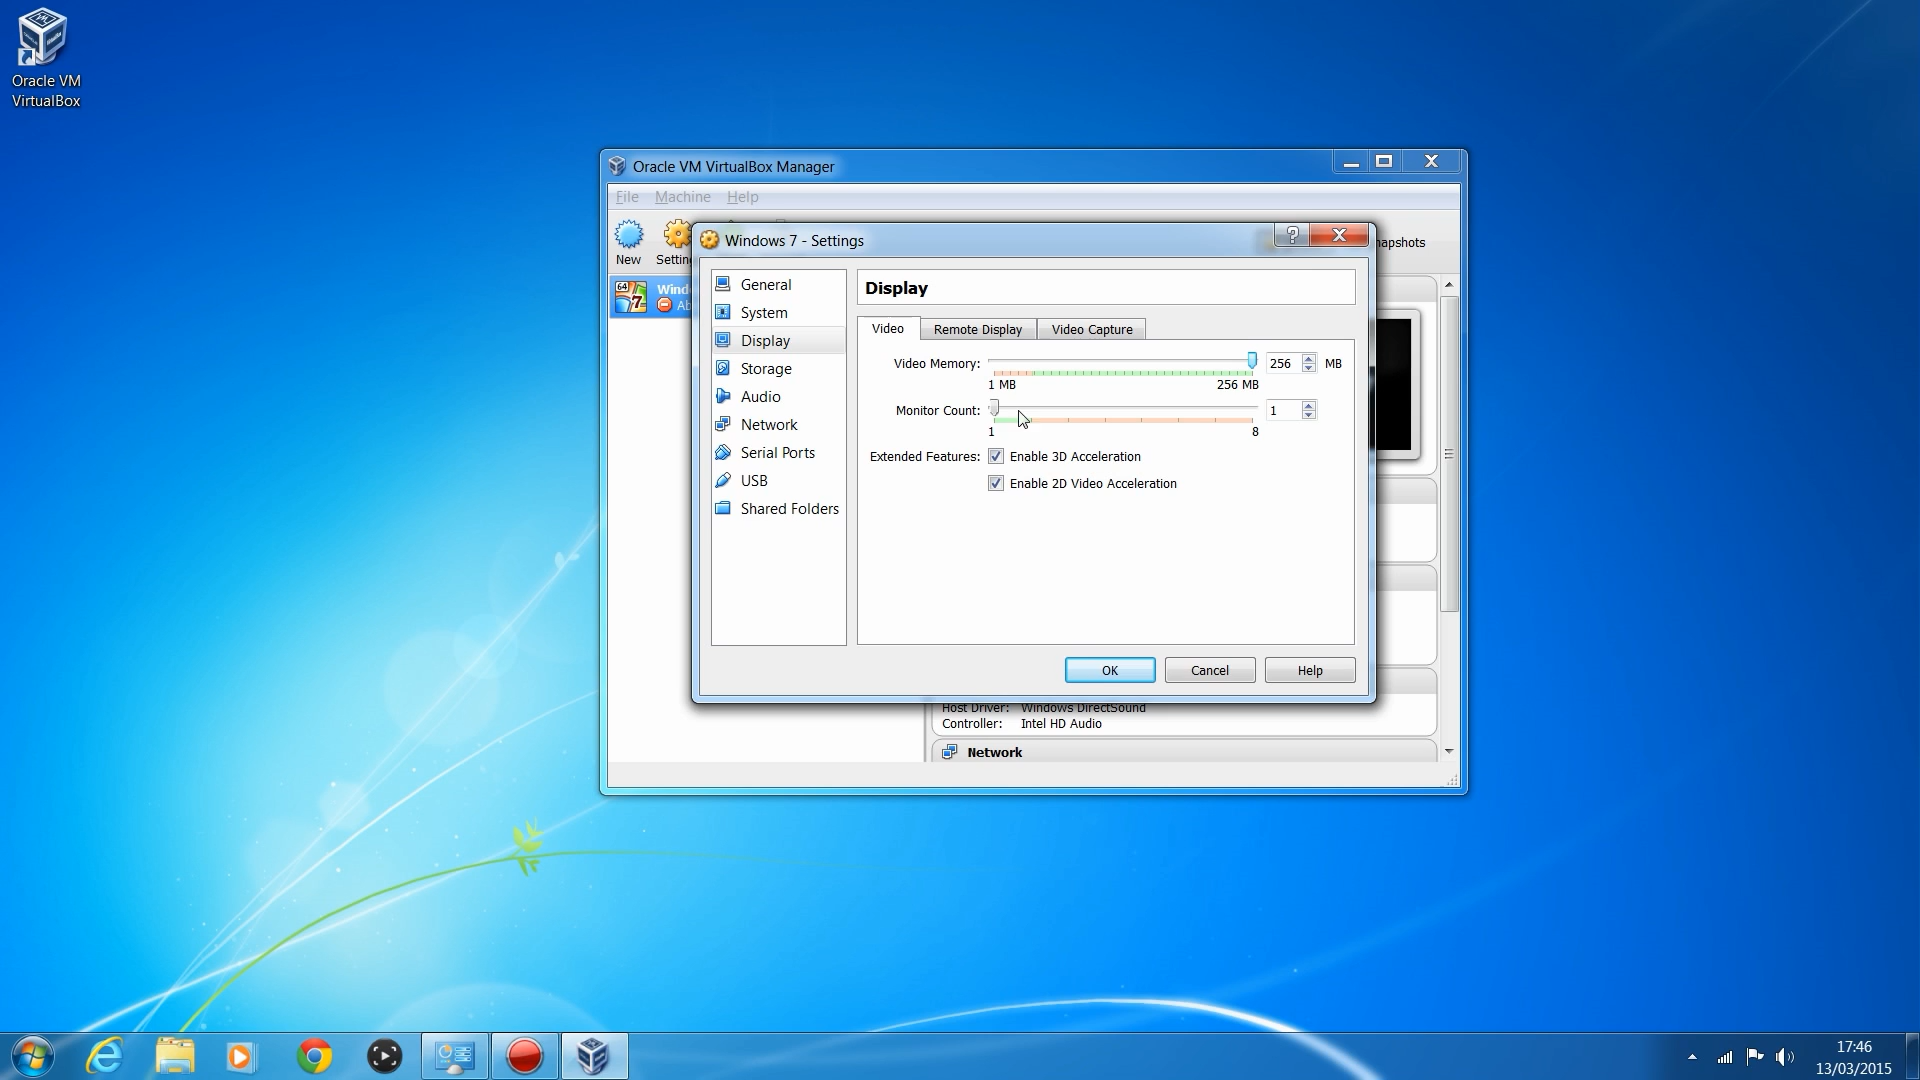 Oracle VM
VirtualBox
Oracle VM VirtualBox Manager
File Machine Help
New
Windows 7 - Settings
General
System
Display
Storage
Audio
Network
Serial Ports
USB
Shared Folders
Display
Video Remote Display Video Capture
Video Memory: 256 MB
1 MB 256 MB
Monitor Count: 1
1 8
Extended Features: Enable 3D Acceleration
Enable 2D Video Acceleration
OK Cancel Help
Host Driver: Windows DirectSound
Controller: Intel HD Audio
Network
64
7
17:46
13/03/2015